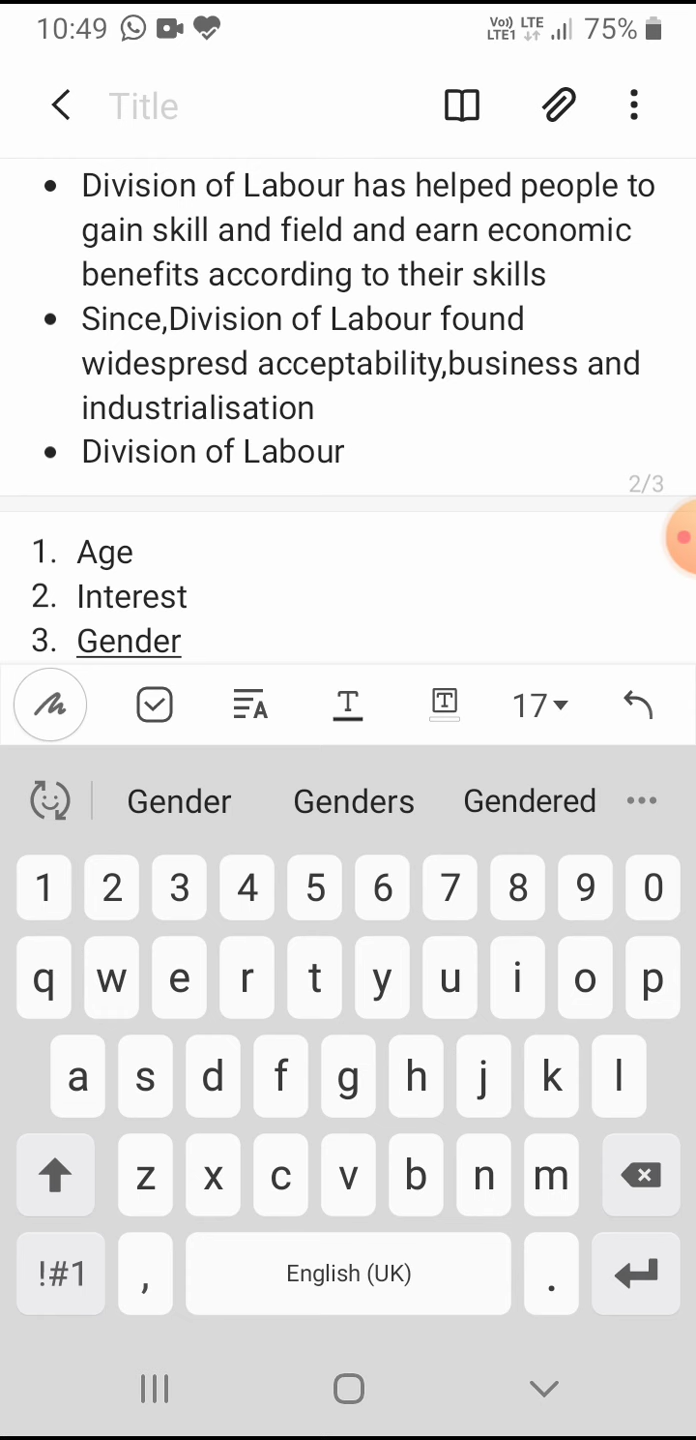 10:49 Vo)) LTE LTE1 75%
Title
• Division of Labour has helped people to
gain skill and field and earn economic
benefits according to their skills
• Since,Division of Labour found
widespresd acceptability,business and
industrialisation
• Division of Labour
2/3
1. Age
2. Interest
3. Gender
T T 17
Gender Genders Gendered
1 2 3 4 5 6 7 8 9 0
q w e r t y u i o p
a s d f g h j k l
z x c v b n m
!#1 , English (UK) .